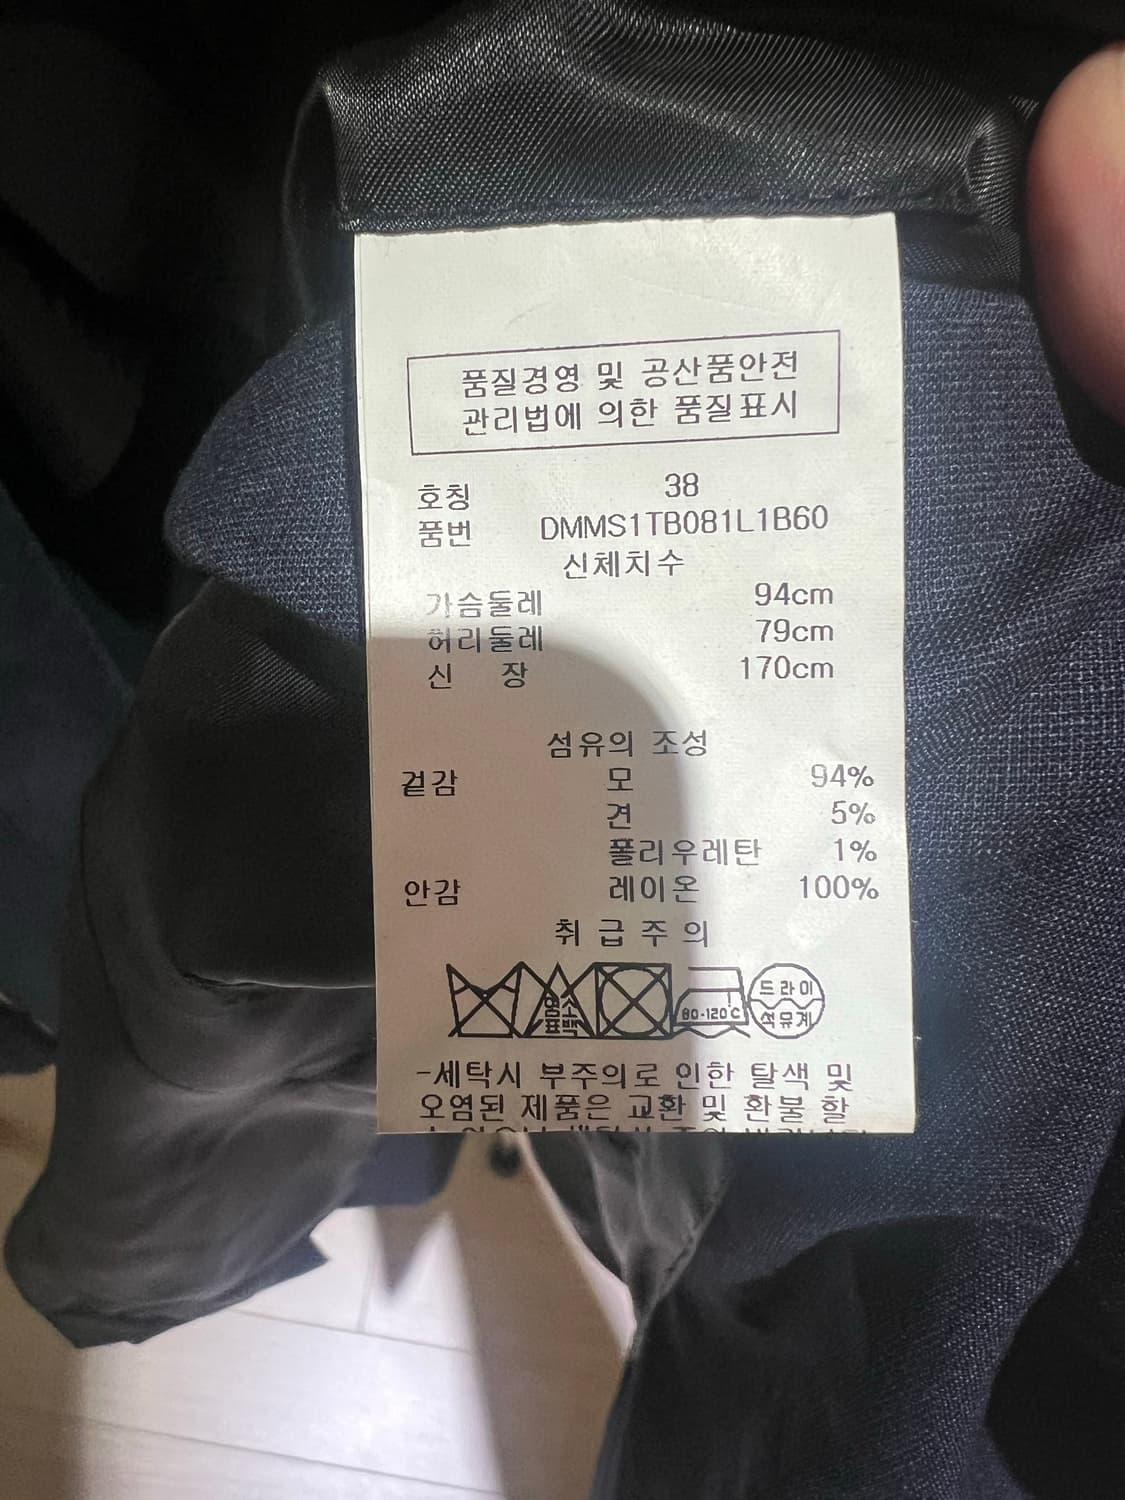 품질경영 및 공산품안전
관리법에 의한 품질표시
호칭 38
품번 DMMS1TB081L1B60
신체치수
가슴둘레 94cm
허리둘레 79cm
신 장 170cm
섬유의 조성
겉감 모 94%
견 5%
폴리우레탄 1%
안감 레이온 100%
취급주의
염소
표백
80-120℃
드라이
석유계
-세탁시 부주의로 인한 탈색 및
오염된 제품은 교환 및 환불 할